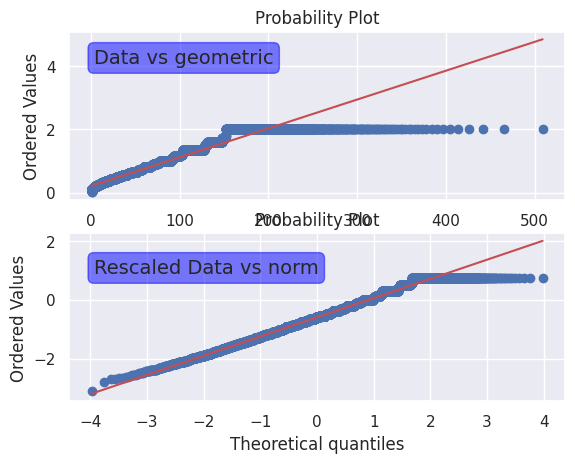 Probability Plot
Ordered Values
4
2
0
Data vs geometric
0 100 200 300 400 500
Probability Plot
Ordered Values
2
0
−2
Rescaled Data vs norm
−4 −3 −2 −1 0 1 2 3 4
Theoretical quantiles